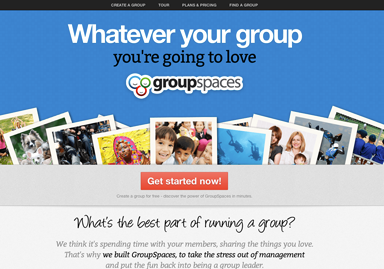 CREATE A GROUP TOUR PLANS & PRICING FIND A GROUP
Whatever your group
you're going to love
groupspaces
Get started now!
Create a group for free - discover the power of GroupSpaces in minutes.
What's the best part of running a group?
We think it's spending time with your members, sharing the things you love.
That's why we built GroupSpaces, to take the stress out of management
and put the fun back into being a group leader.